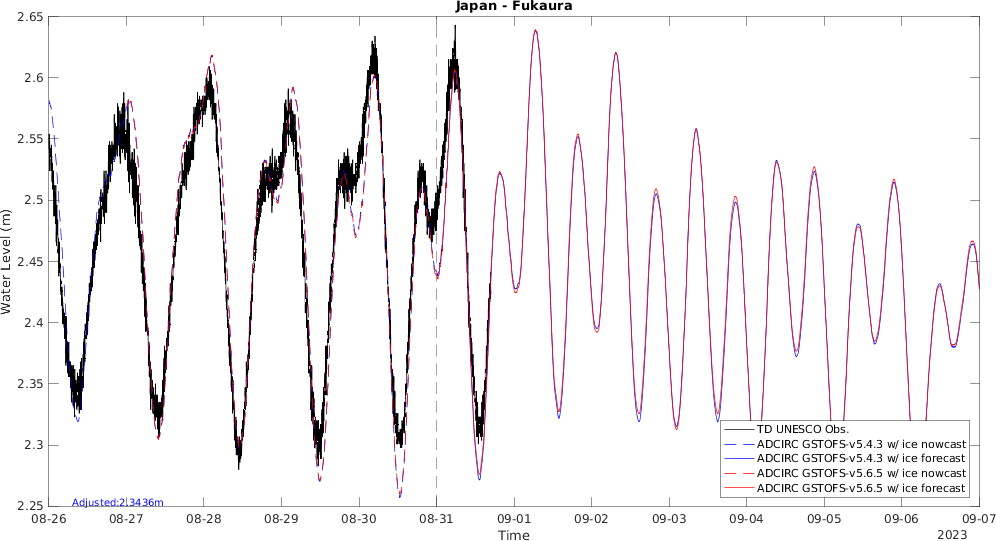 Japan - Fukaura
2.65
2.6
2.55
2.5
2.45
2.4
2.35
2.3
2.25
Water Level (m)
TD UNESCO Obs.
ADCIRC GSTOFS-v5.4.3 w/ ice nowcast
ADCIRC GSTOFS-v5.4.3 w/ ice forecast
ADCIRC GSTOFS-v5.6.5 w/ ice nowcast
ADCIRC GSTOFS-v5.6.5 w/ ice forecast
Adjusted:2.3436m
08-26 08-27 08-28 08-29 08-30 08-31 09-01 09-02 09-03 09-04 09-05 09-06 09-07
Time
2023